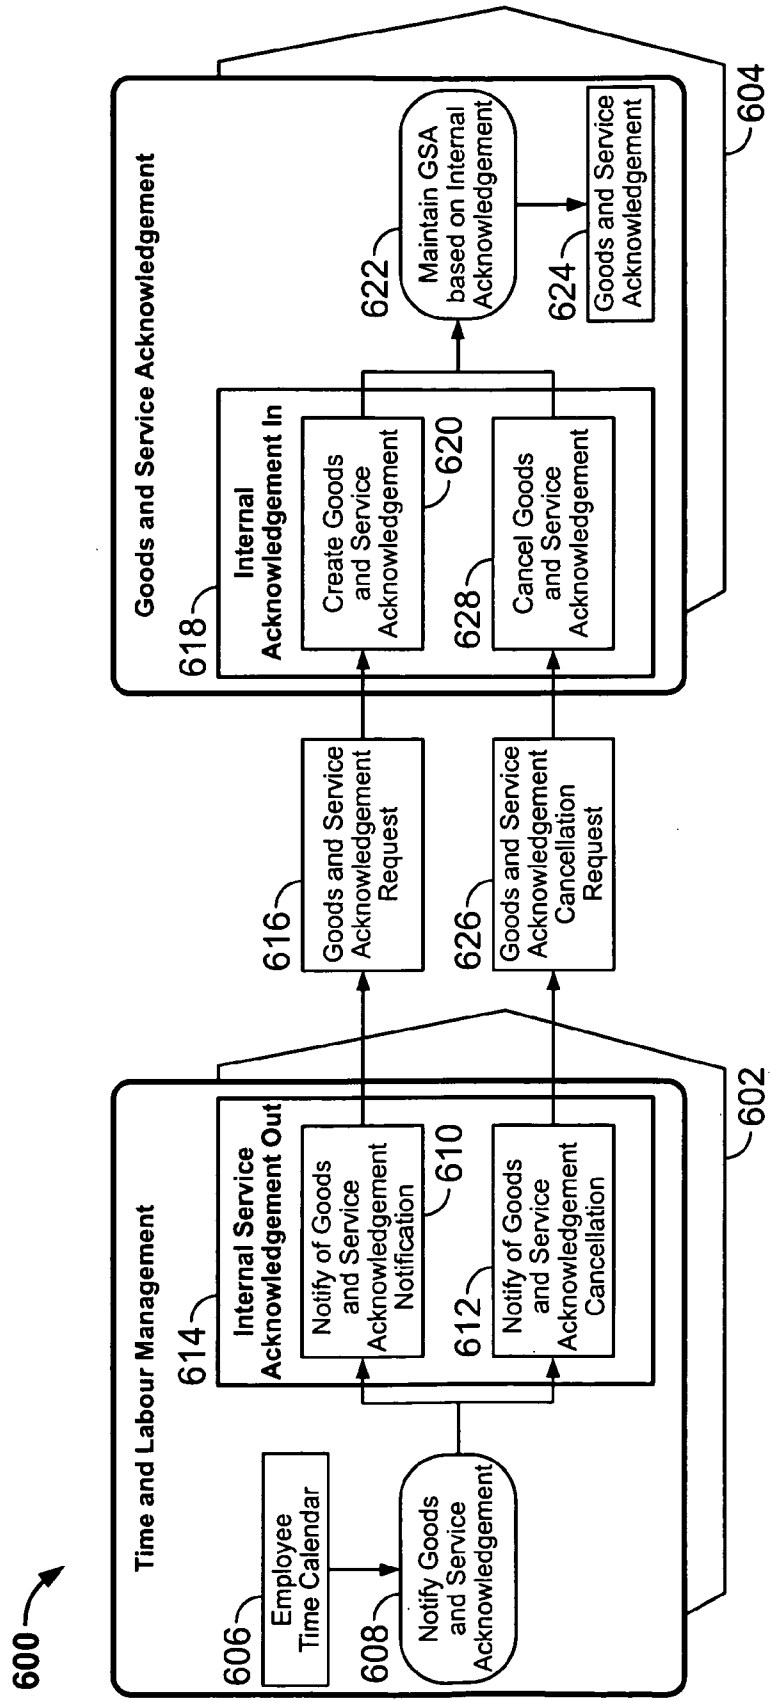 600
Time and Labour Management
606
Employee
Time Calendar
608
Notify Goods
and Service
Acknowledgement
614
Internal Service
Acknowledgement Out
Notify of Goods
and Service
Acknowledgement
Notification
610
612
Notify of Goods
and Service
Acknowledgement
Cancellation
602
616
Goods and Service
Acknowledgement
Request
626
Goods and Service
Acknowledgement
Cancellation
Request
Goods and Service Acknowledgement
618
Internal
Acknowledgement In
Create Goods
and Service
Acknowledgement
620
628
Cancel Goods
and Service
Acknowledgement
622
Maintain GSA
based on Internal
Acknowledgement
624
Goods and Service
Acknowledgement
604